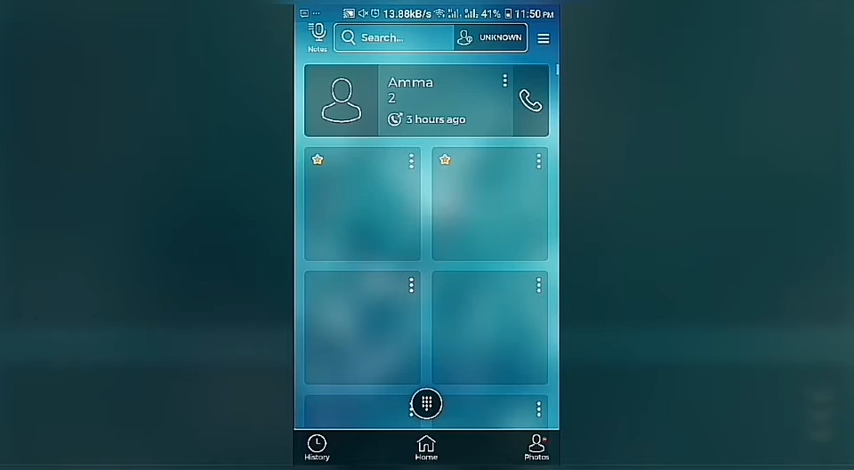 13.88kB/s 41% 11:50 PM
Notes
Search...
UNKNOWN
Amma
2
3 hours ago
History
Home
Photos